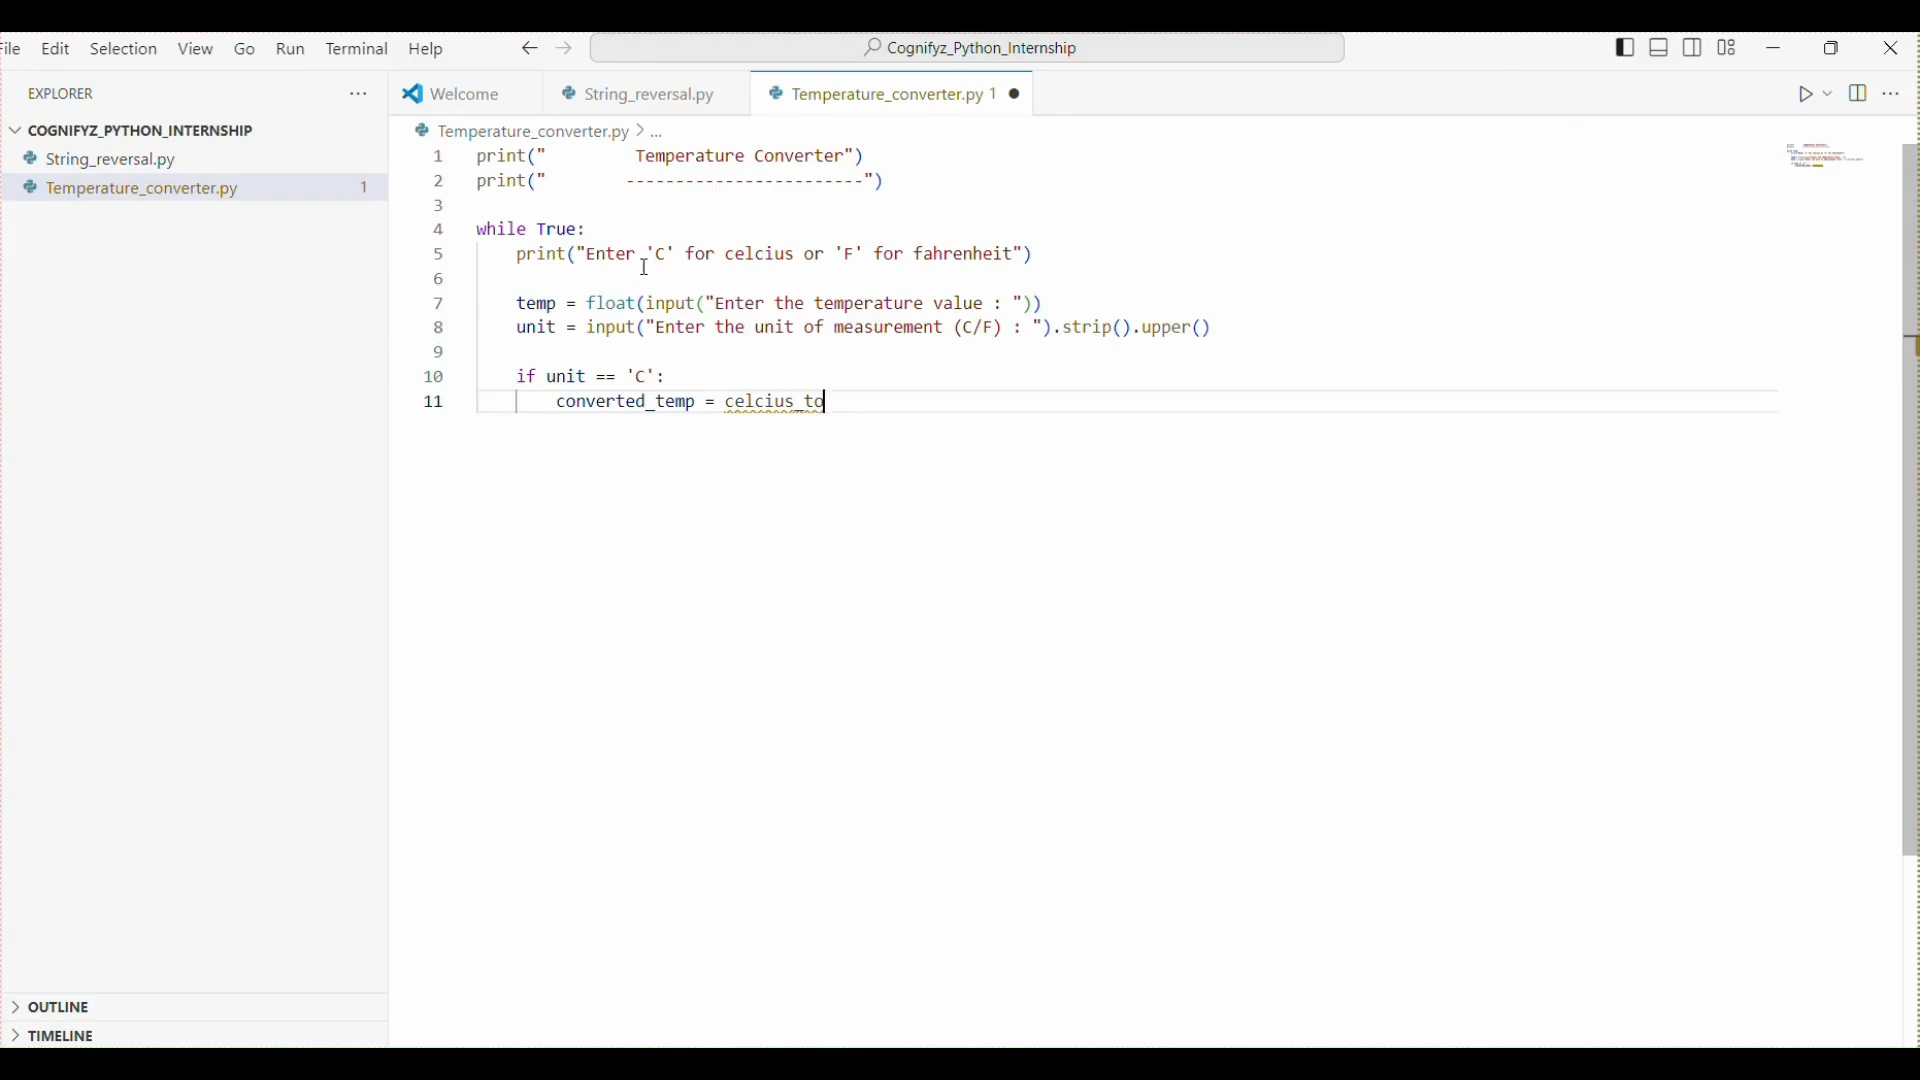 ile Edit Selection View Go Run Terminal Help
Cognifyz_Python_Internship
EXPLORER
Welcome
String_reversal.py
Temperature_converter.py 1
COGNIFYZ_PYTHON_INTERNSHIP
String_reversal.py
Temperature_converter.py 1
Temperature_converter.py > ...
1 print("         Temperature Converter")
2 print("        ------------------------")
3
4 while True:
5     print("Enter 'C' for celcius or 'F' for fahrenheit")
6
7     temp = float(input("Enter the temperature value : "))
8     unit = input("Enter the unit of measurement (C/F) : ").strip().upper()
9
10     if unit == 'C':
11         converted_temp = celcius_to
OUTLINE
TIMELINE